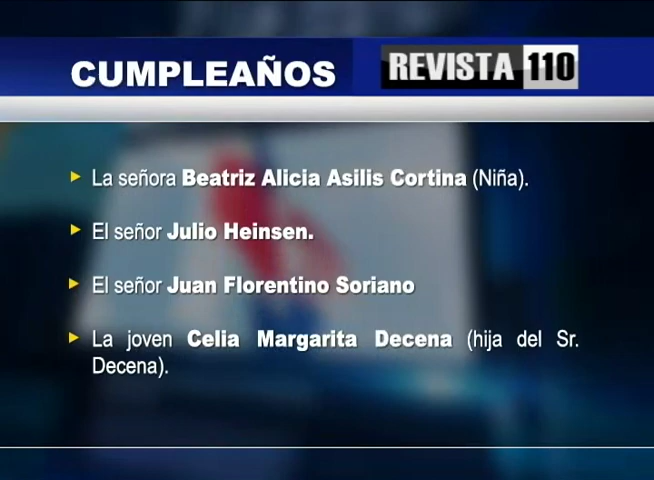 CUMPLEAÑOS
REVISTA 110
La señora Beatriz Alicia Asilis Cortina (Niña).
El señor Julio Heinsen.
El señor Juan Florentino Soriano
La joven Celia Margarita Decena (hija del Sr.
Decena).